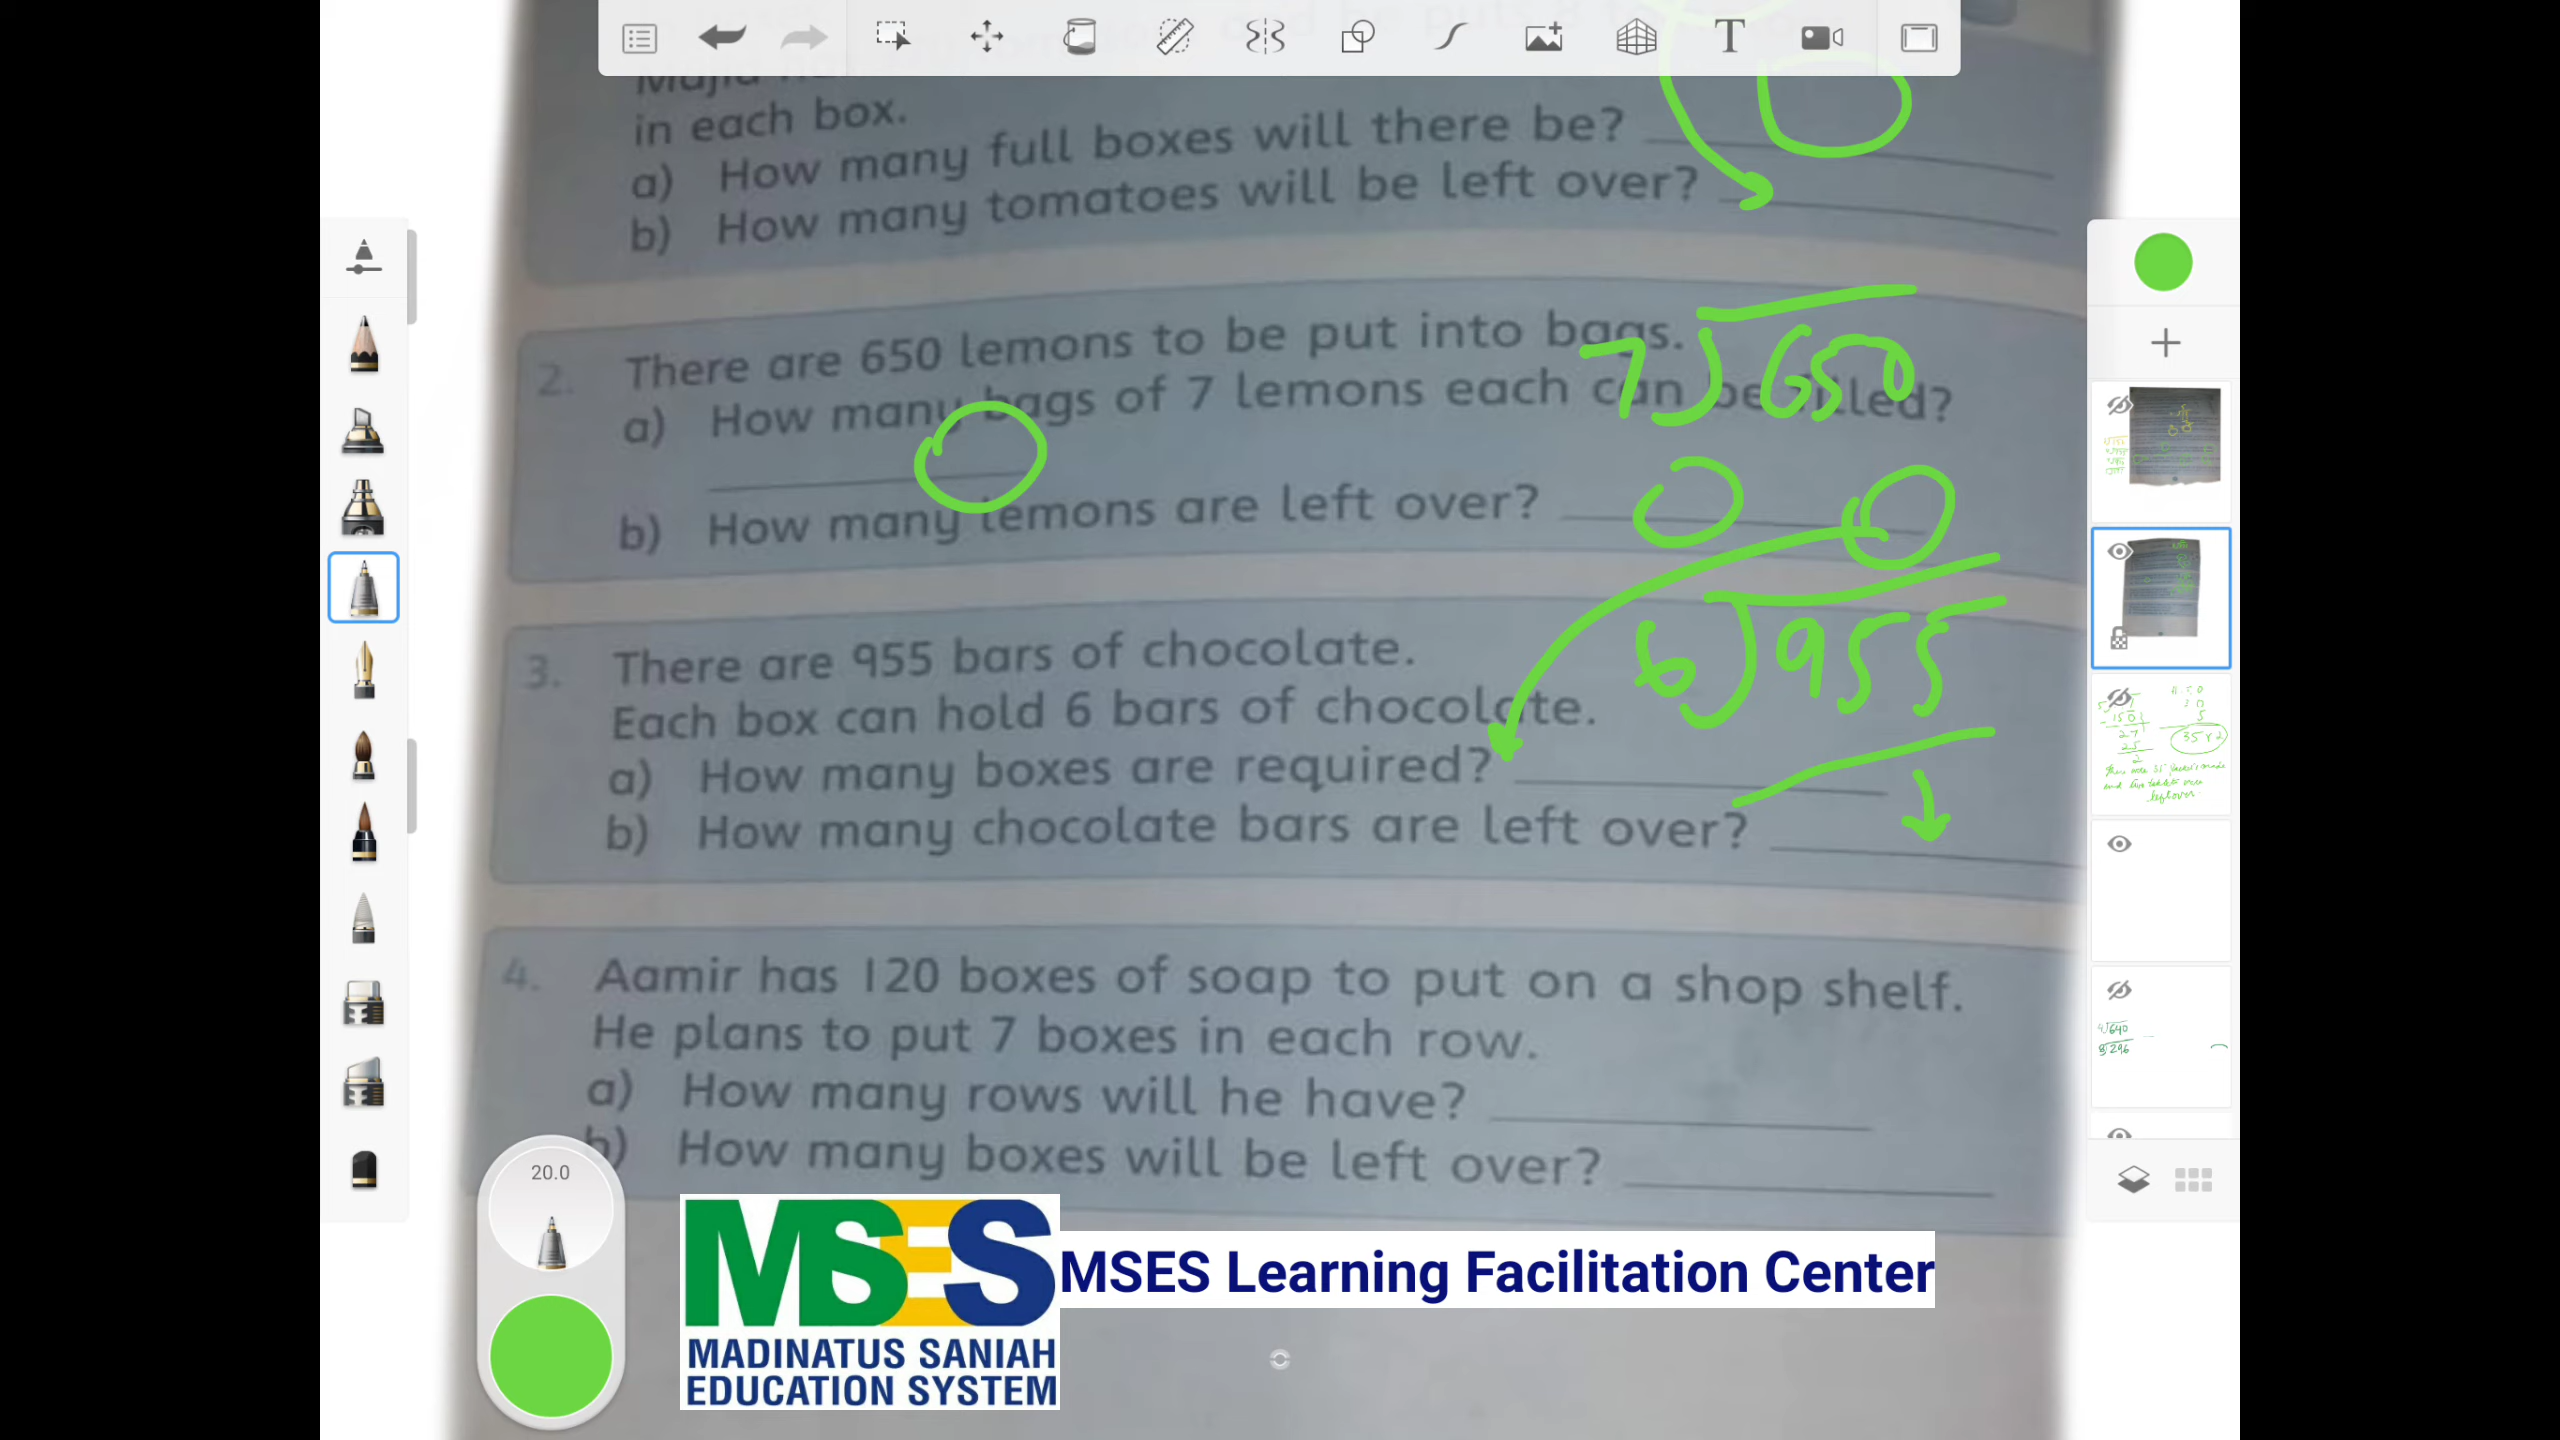 in each box.
a) How many full boxes will there be?
b) How many tomatoes will be left over?
2. There are 650 lemons to be put into bags.
a) How many bags of 7 lemons each can be filled?
7)650
b) How many lemons are left over?
3. There are 955 bars of chocolate.
Each box can hold 6 bars of chocolate.
6)955
a) How many boxes are required?
b) How many chocolate bars are left over?
4. Aamir has 120 boxes of soap to put on a shop shelf.
He plans to put 7 boxes in each row.
a) How many rows will he have?
b) How many boxes will be left over?
20.0
MSES
MADINATUS SANIAH
EDUCATION SYSTEM
MSES Learning Facilitation Center
T